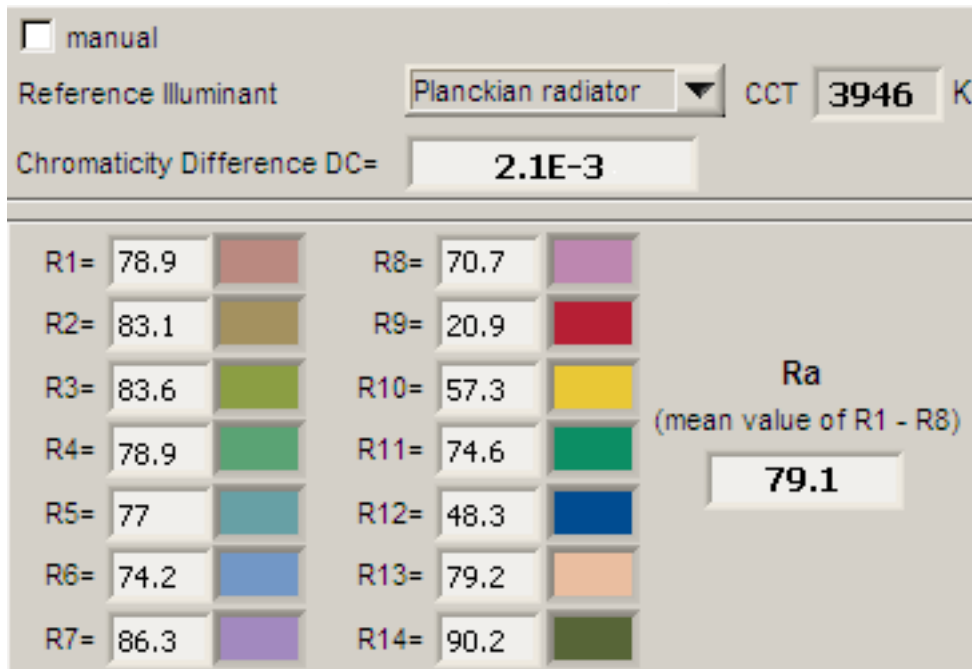 manual
Reference Illuminant Planckian radiator CCT 3946 K
Chromaticity Difference DC= 2.1E-3
R1= 78.9 R8= 70.7
R2= 83.1 R9= 20.9
R3= 83.6 R10= 57.3
Ra
R4= 78.9 R11= 74.6
(mean value of R1 - R8)
R5= 77 R12= 48.3
79.1
R6= 74.2 R13= 79.2
R7= 86.3 R14= 90.2